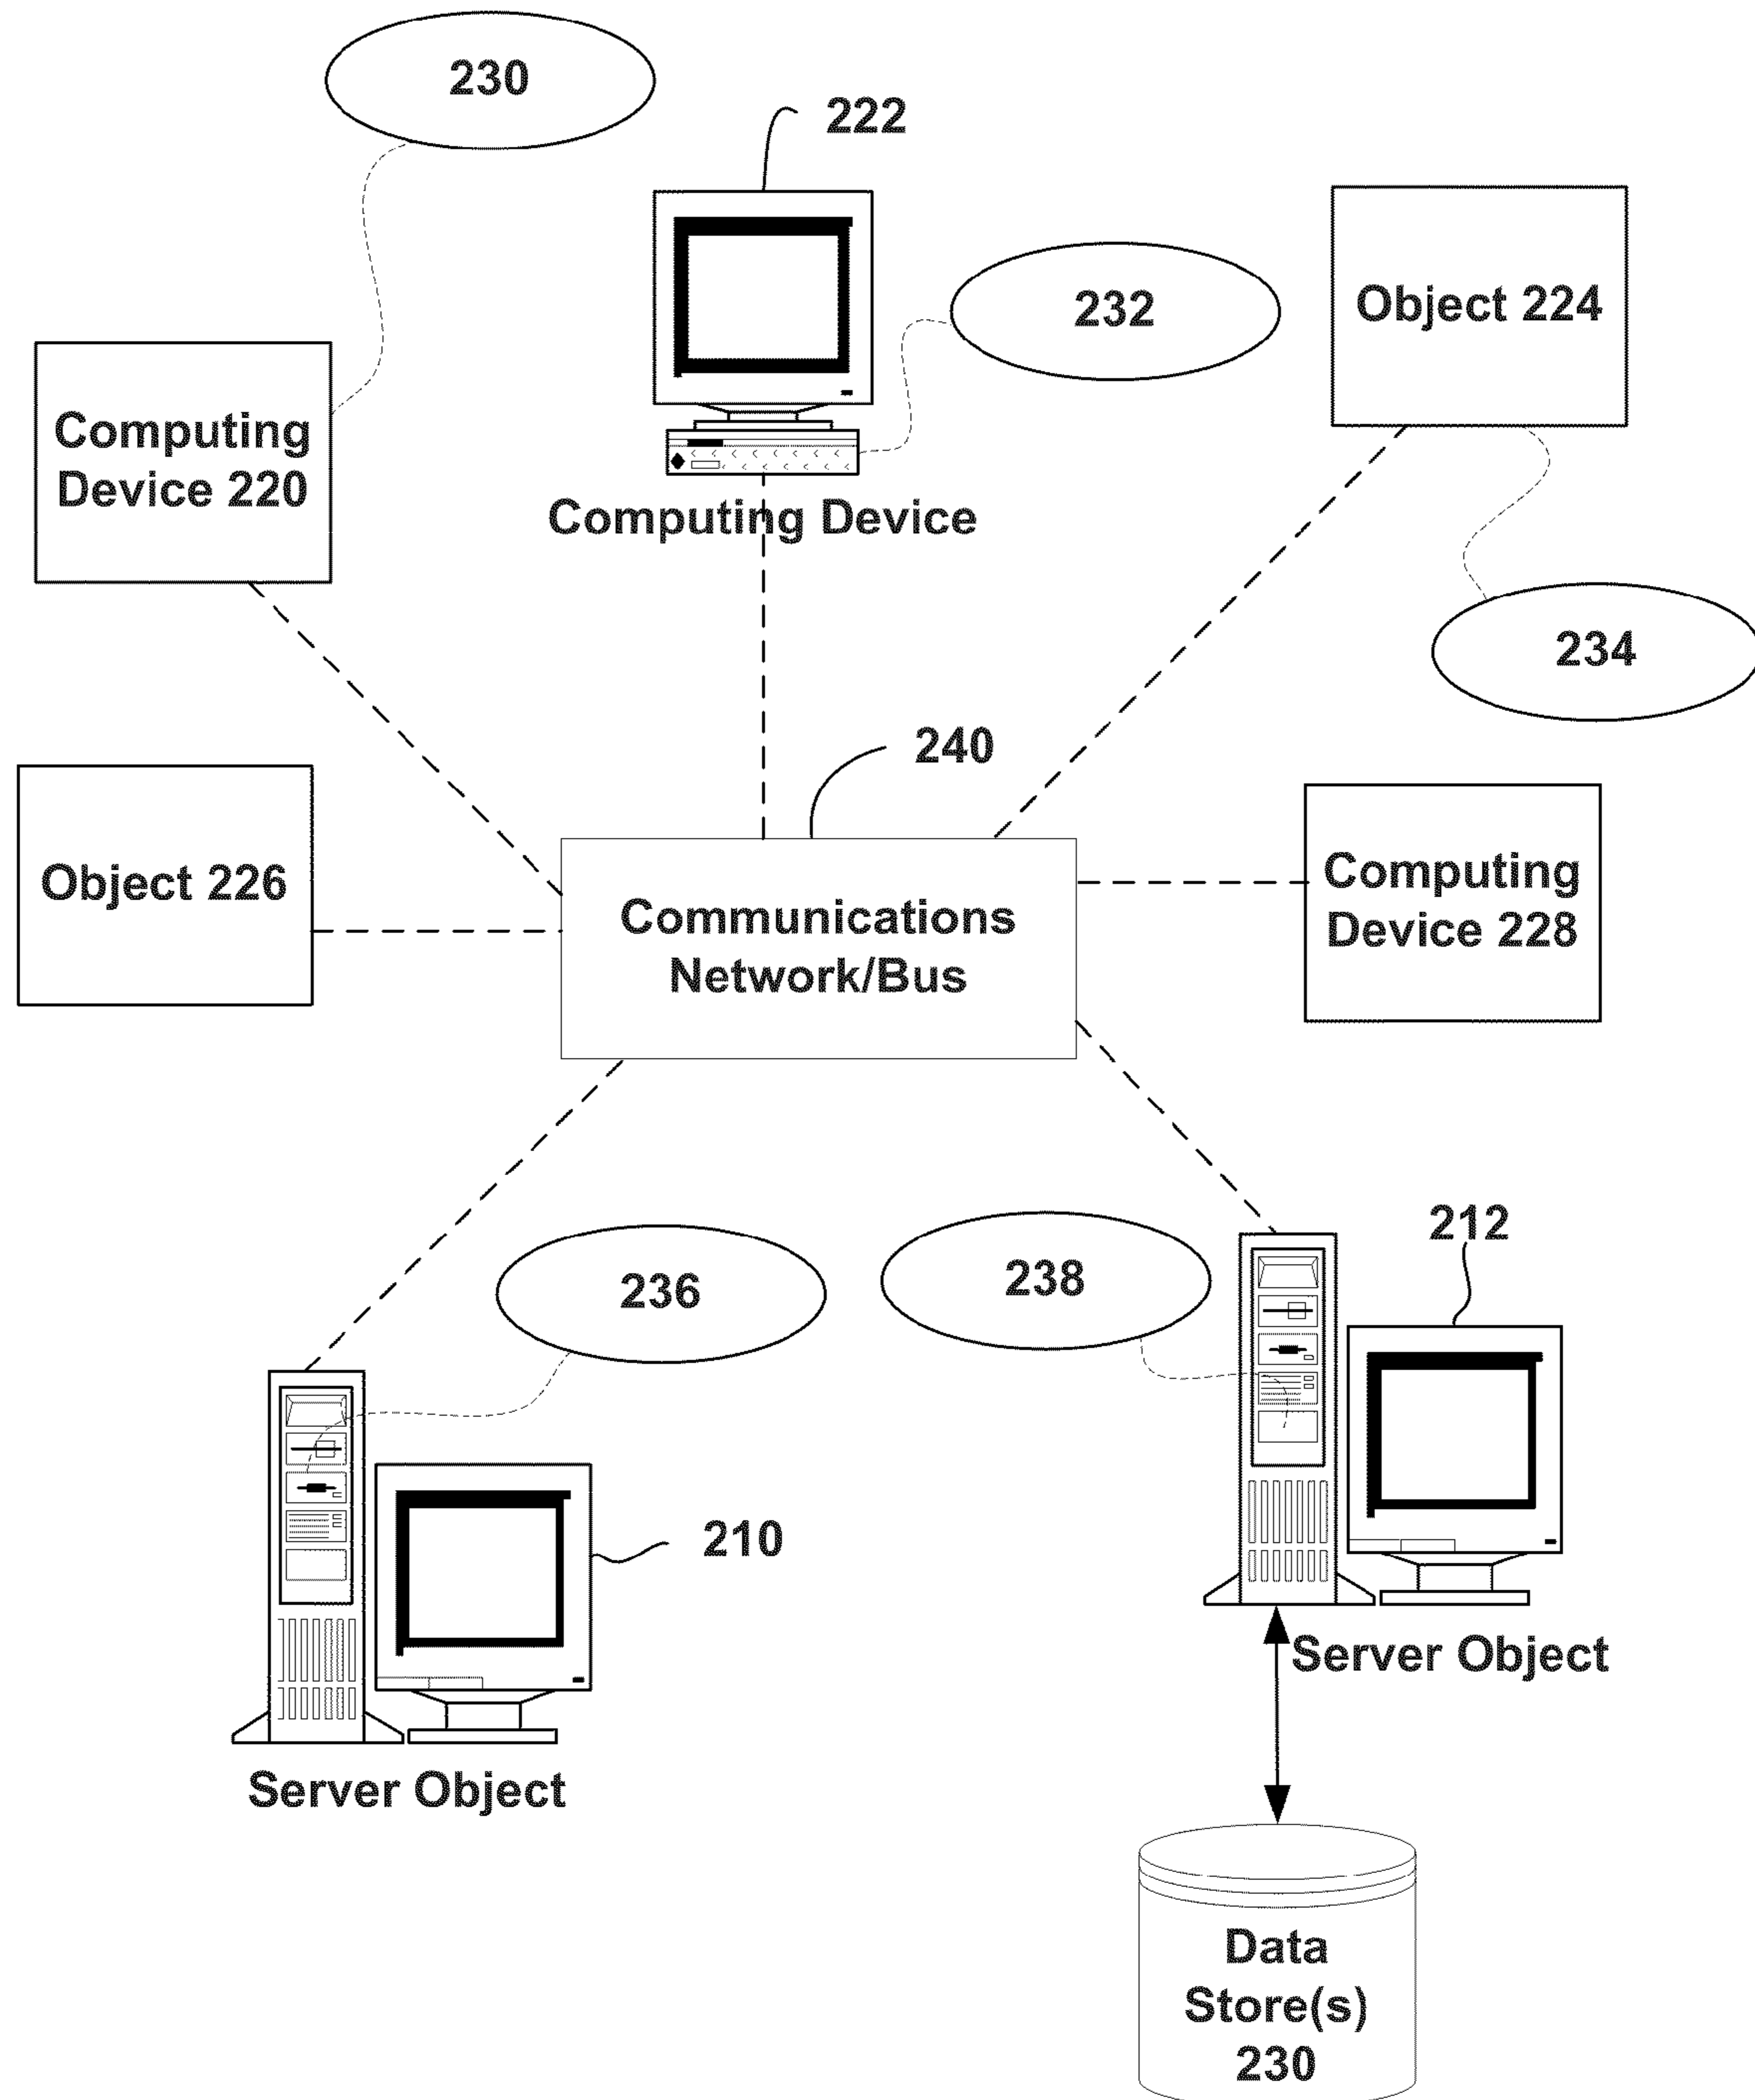 230
222
232
Object 224
Computing
Device 220
Computing Device
234
240
Object 226
Communications
Network/Bus
Computing
Device 228
236
238
212
210
Server Object
Server Object
Data
Store(s)
230